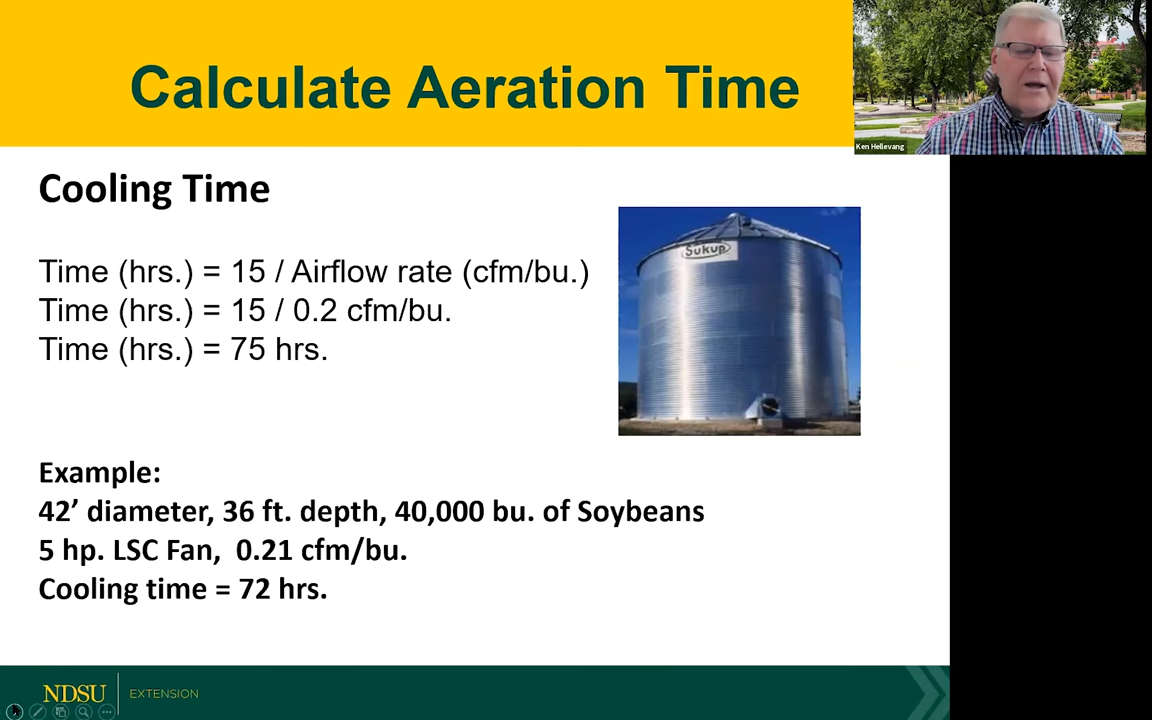 Calculate Aeration Time
Ken Hellevang
Cooling Time
Time (hrs.) = 15 / Airflow rate (cfm/bu.)
Time (hrs.) = 15 / 0.2 cfm/bu.
Time (hrs.) = 75 hrs.
Sukup
Example:
42’ diameter, 36 ft. depth, 40,000 bu. of Soybeans
5 hp. LSC Fan, 0.21 cfm/bu.
Cooling time = 72 hrs.
NDSU EXTENSION